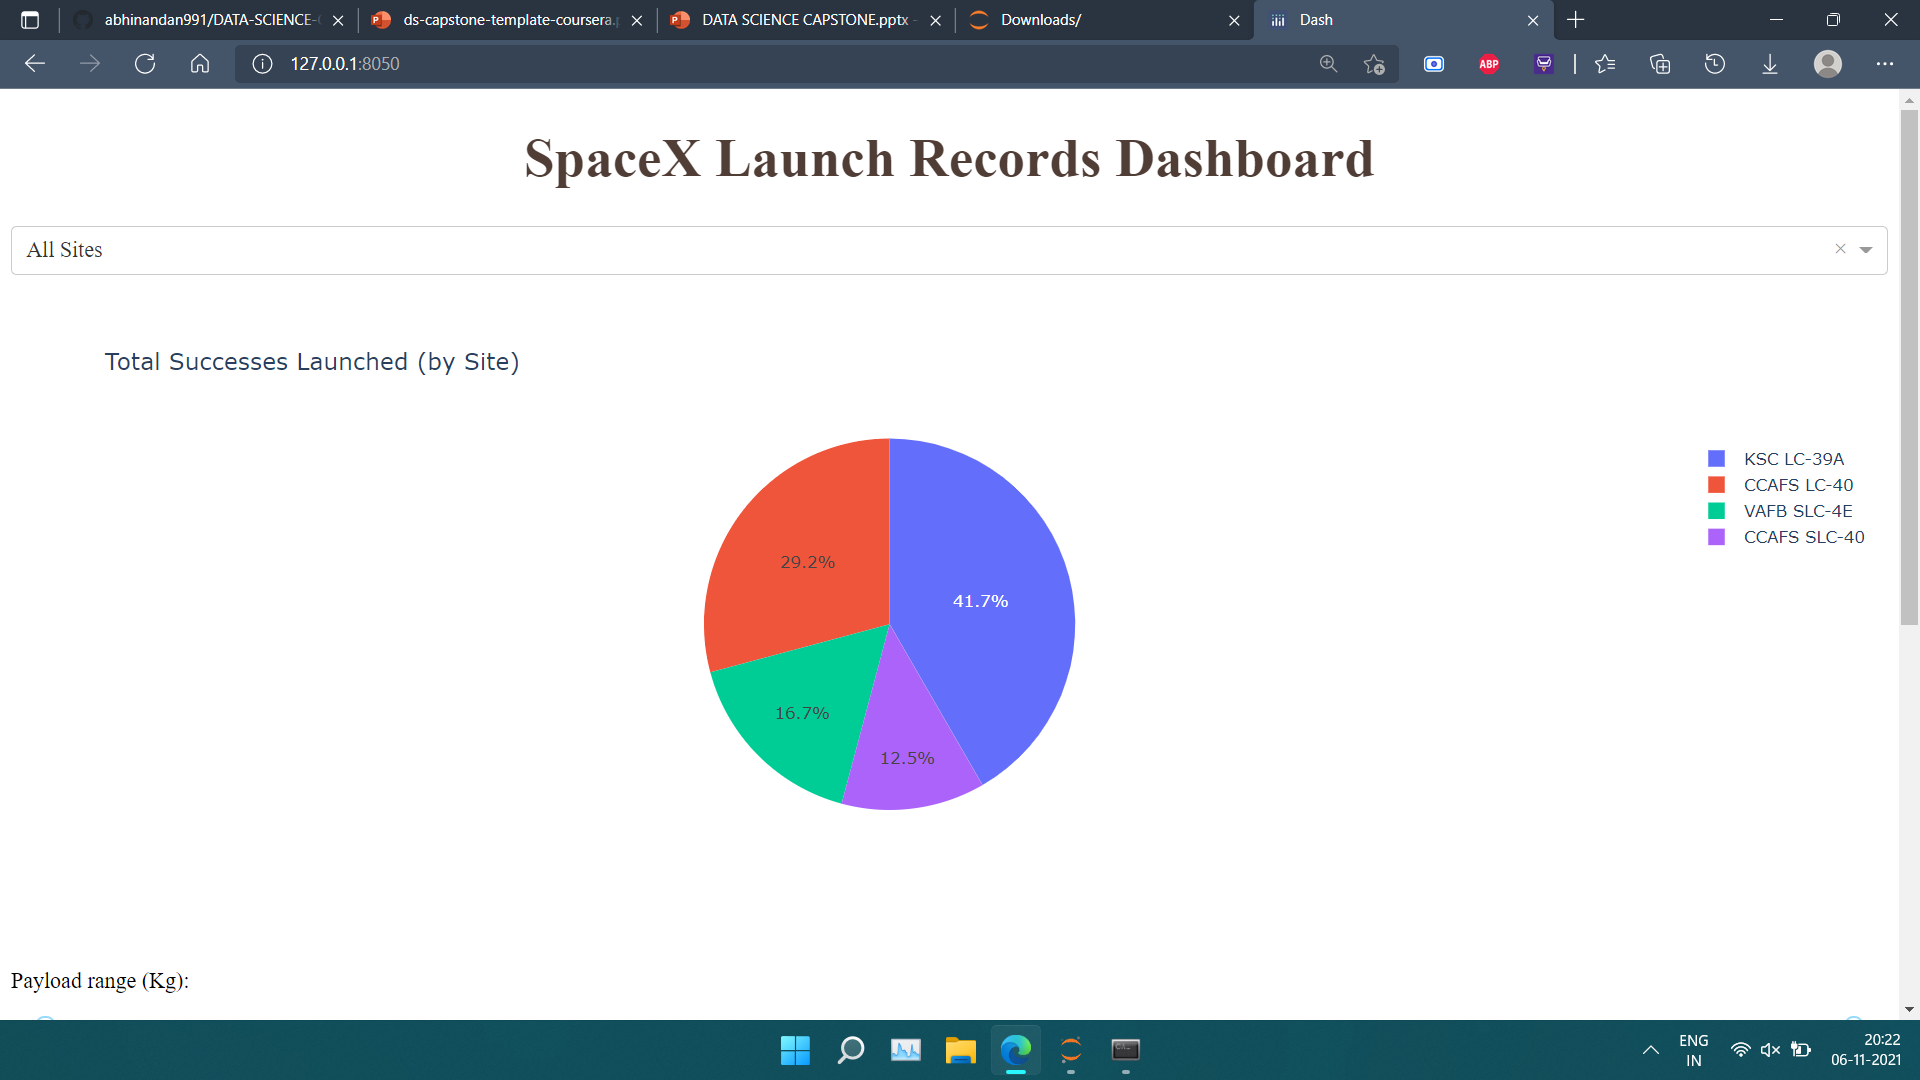 abhinandan991/DATA-SCIENCE-
ds-capstone-template-coursera.
DATA SCIENCE CAPSTONE.pptx -
Downloads/
Dash
127.0.0.1:8050
ABP
SpaceX Launch Records Dashboard
All Sites
Total Successes Launched (by Site)
KSC LC-39A
CCAFS LC-40
VAFB SLC-4E
CCAFS SLC-40
29.2%
41.7%
16.7%
12.5%
Payload range (Kg):
ENG
IN
20:22
06-11-2021